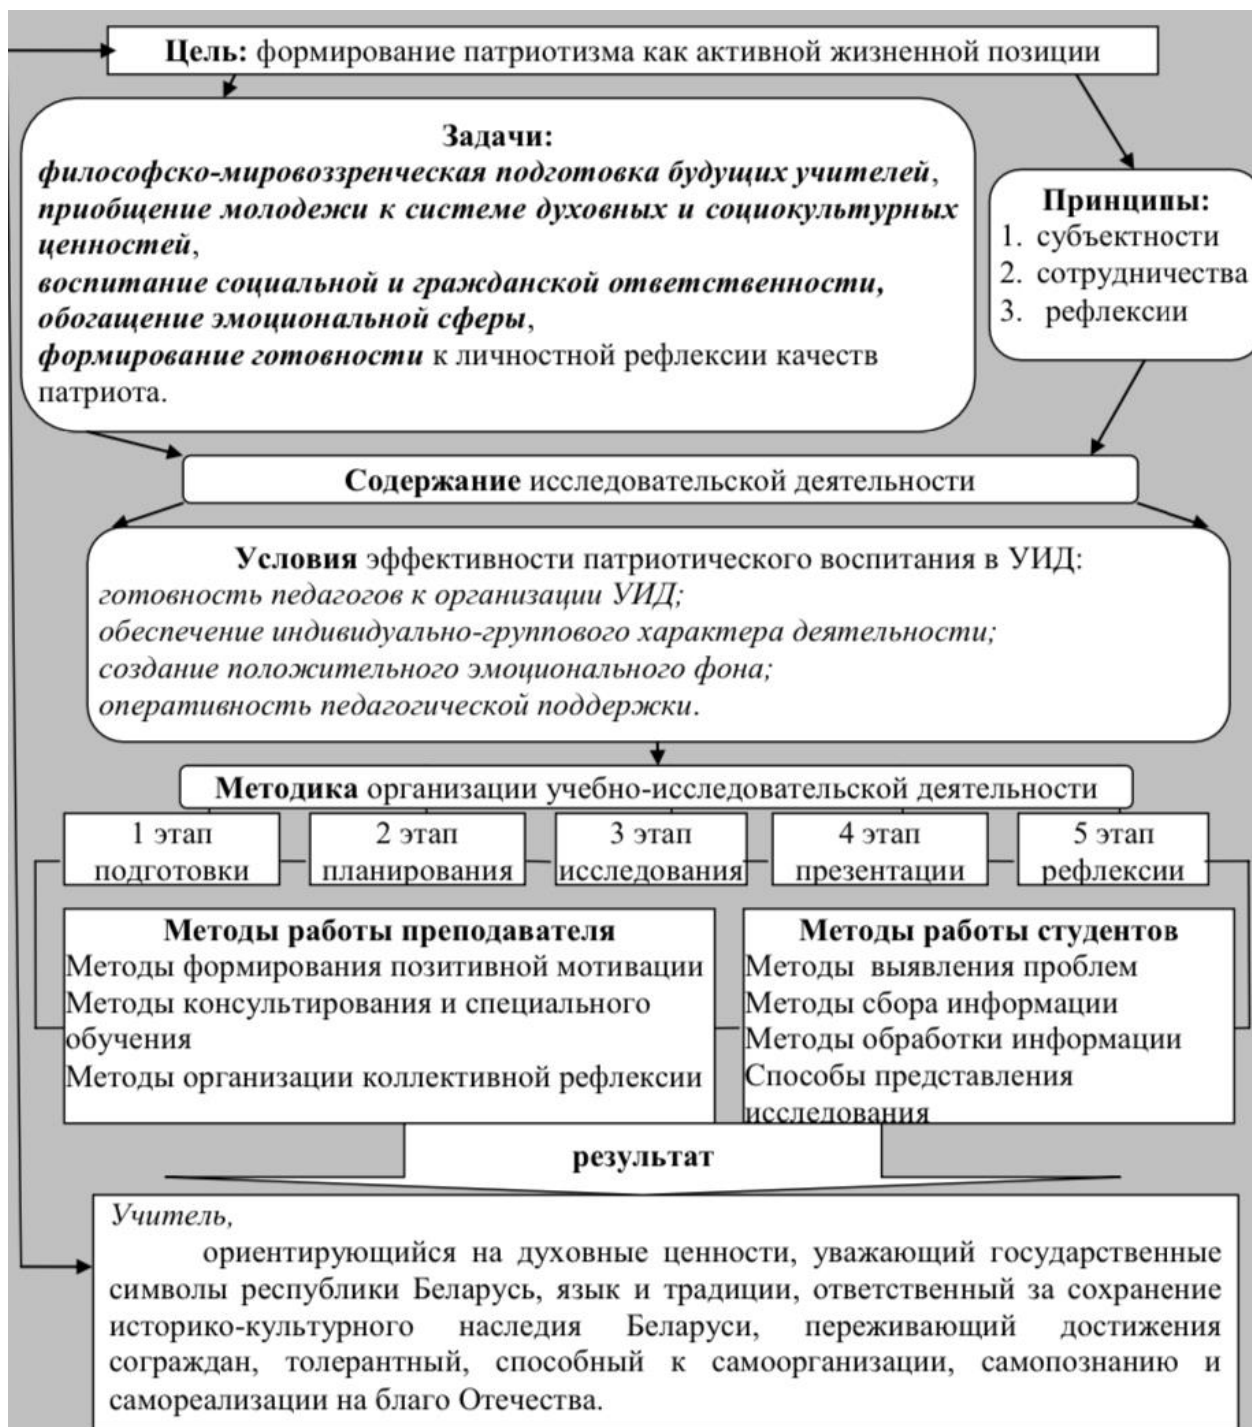 Цель: формирование патриотизма как активной жизненной позиции
Задачи:
философско-мировоззренческая подготовка будущих учителей,
приобщение молодежи к системе духовных и социокультурных
ценностей,
воспитание социальной и гражданской ответственности,
обогащение эмоциональной сферы,
формирование готовности к личностной рефлексии качеств
патриота.
Принципы:
1. субъектности
2. сотрудничества
3. рефлексии
Содержание исследовательской деятельности
Условия эффективности патриотического воспитания в УИД:
готовность педагогов к организации УИД;
обеспечение индивидуально-группового характера деятельности;
создание положительного эмоционального фона;
оперативность педагогической поддержки.
Методика организации учебно-исследовательской деятельности
1 этап
подготовки
2 этап
планирования
3 этап
исследования
4 этап
презентации
5 этап
рефлексии
Методы работы преподавателя
Методы формирования позитивной мотивации
Методы консультирования и специального
обучения
Методы организации коллективной рефлексии
Методы работы студентов
Методы выявления проблем
Методы сбора информации
Методы обработки информации
Способы представления
исследования
результат
Учитель,
ориентирующийся на духовные ценности, уважающий государственные
символы республики Беларусь, язык и традиции, ответственный за сохранение
историко-культурного наследия Беларуси, переживающий достижения
сограждан, толерантный, способный к самоорганизации, самопознанию и
самореализации на благо Отечества.